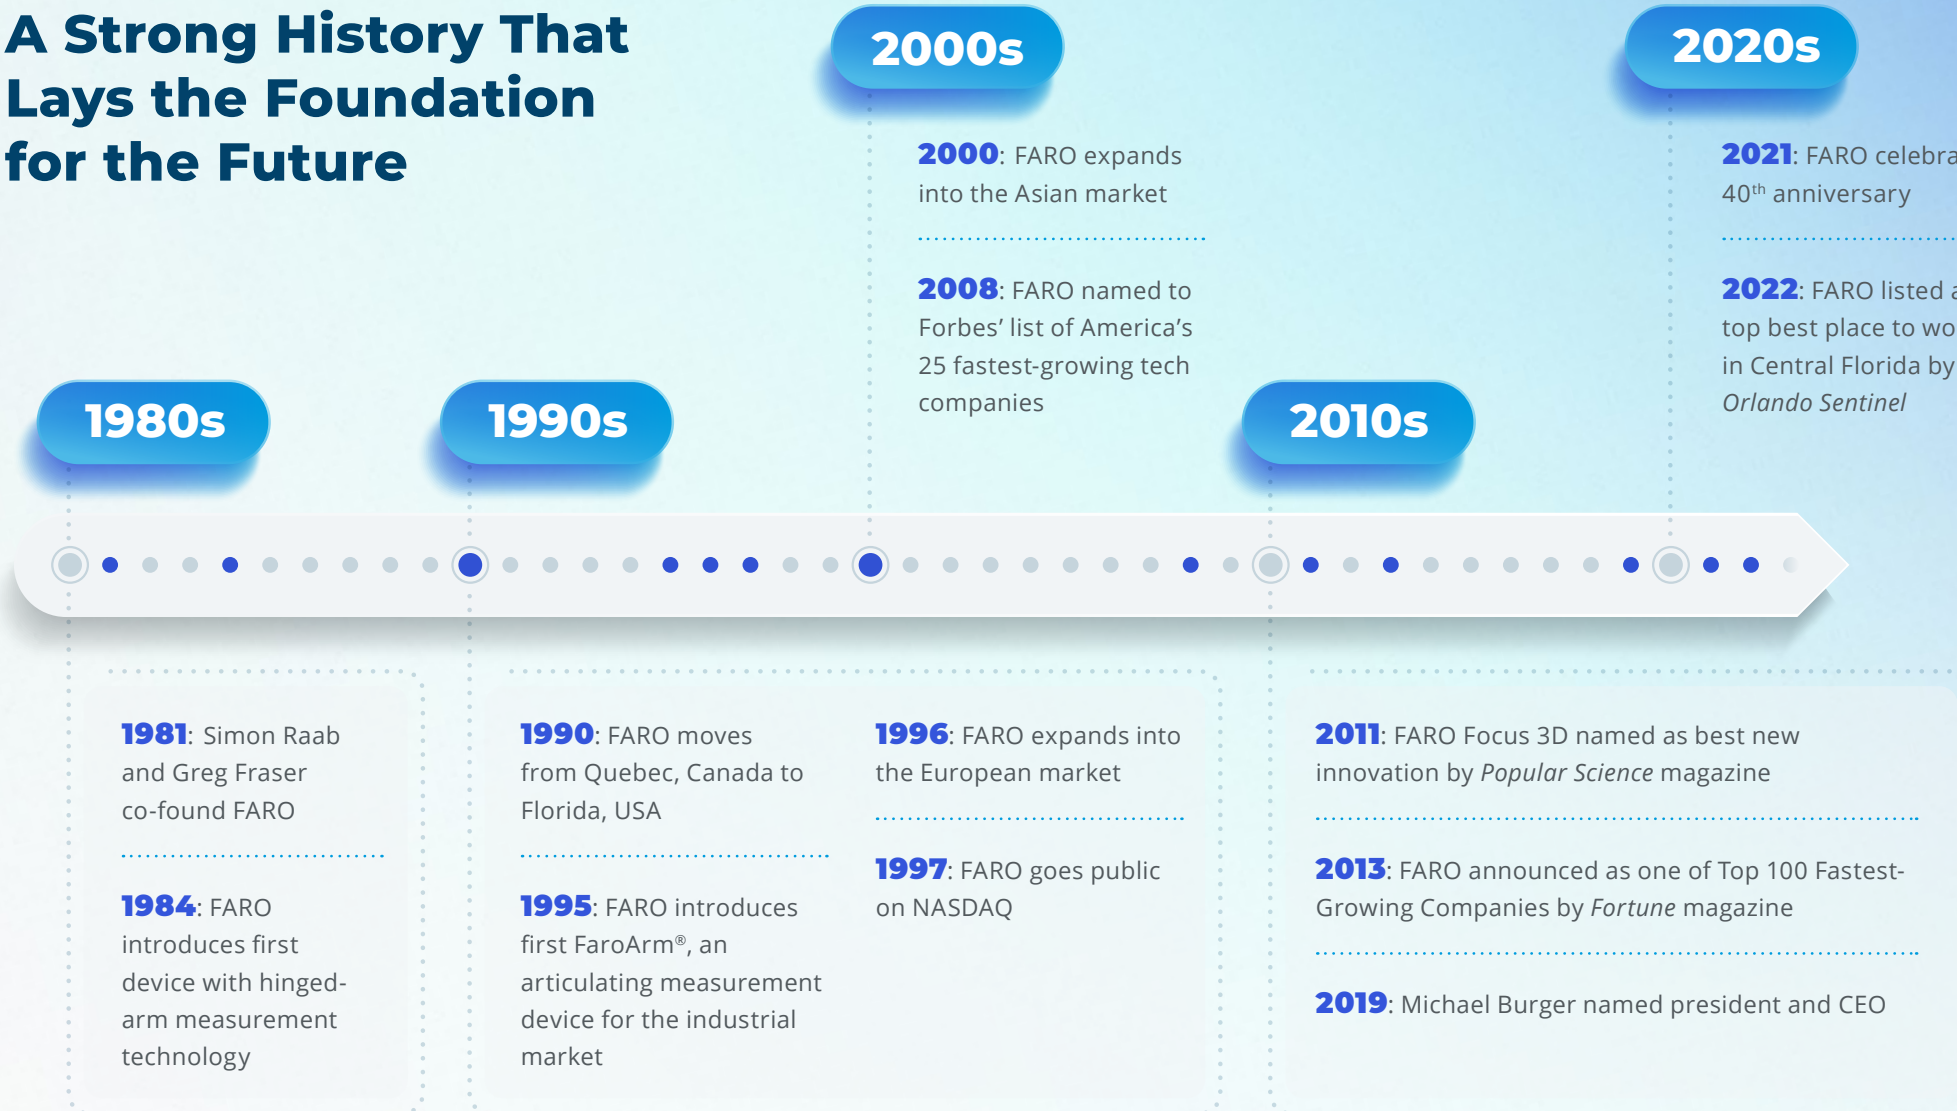 A Strong History That
Lays the Foundation
for the Future
1980s
1981: Simon Raab
and Greg Fraser
co-found FARO
1984: FARO
introduces first
device with hinged-
arm measurement
technology
1990s
1990: FARO moves
from Quebec, Canada to
Florida, USA
1995: FARO introduces
first FaroArm®, an
articulating measurement
device for the industrial
market
1996: FARO expands into
the European market
1997: FARO goes public
on NASDAQ
2000s
2000: FARO expands
into the Asian market
2008: FARO named to
Forbes’ list of America’s
25 fastest-growing tech
companies
2010s
2011: FARO Focus 3D named as best new
innovation by Popular Science magazine
2013: FARO announced as one of Top 100 Fastest-
Growing Companies by Fortune magazine
2019: Michael Burger named president and CEO
2020s
2021: FARO
40th anniversary
2022: FARO listed
top best place to
in Central Florida by
Orlando Sentinel